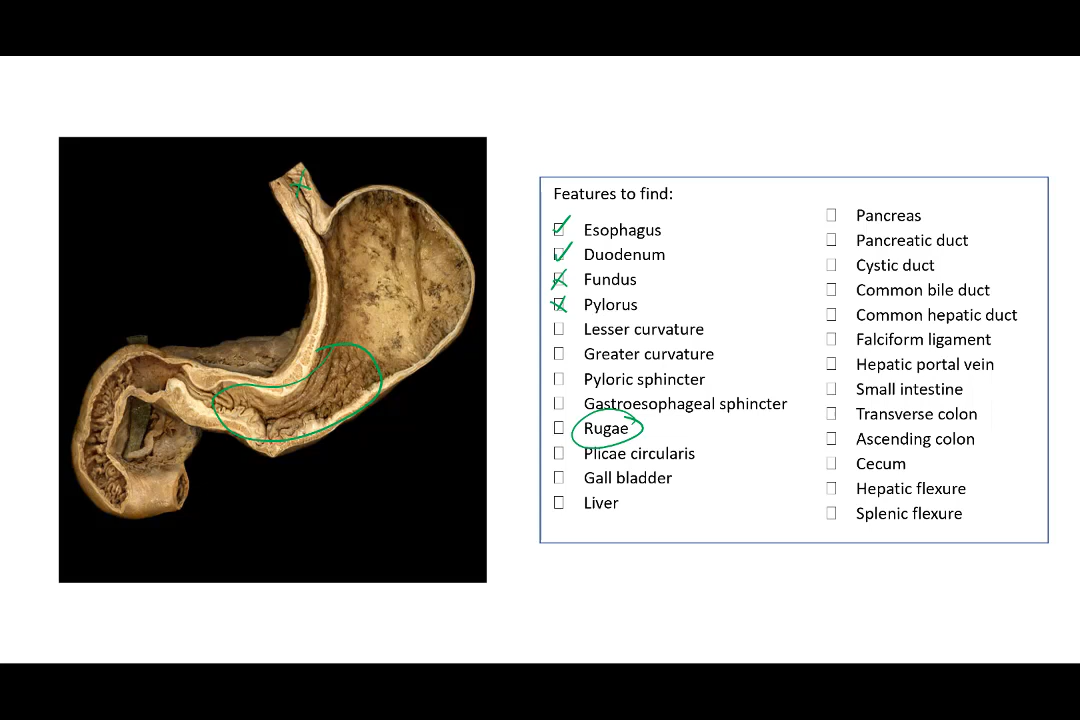 Features to find:
Esophagus
Duodenum
Fundus
Pylorus
Lesser curvature
Greater curvature
Pyloric sphincter
Gastroesophageal sphincter
Rugae
Plicae circularis
Gall bladder
Liver
Pancreas
Pancreatic duct
Cystic duct
Common bile duct
Common hepatic duct
Falciform ligament
Hepatic portal vein
Small intestine
Transverse colon
Ascending colon
Cecum
Hepatic flexure
Splenic flexure